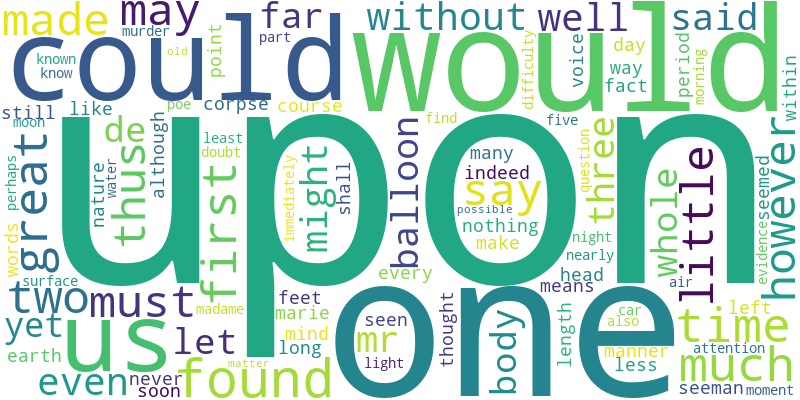 made
may
murder
old
point
far
part
without
well
said
could
would
known
know
voice
difficulty
day
way
fact
period
morning
within
still
moon
like
poe
corpse
course
find
five
upon
de
although
thuse
great
perhaps
words
nature
water
least
doubt
first
immediately
might
shall
balloon
many
indeed
say
possible
nothing
make
question
three
night
nearly
whole
little
however
seemed
evidence
air
surface
every
head
means
two
must
madame
feet
marie
one
car
also
left
time
yet
us
let
mind
long
seen
mr
thought
body
length
manner
attention
earth
even
never
soon
found
matter
light
less
much
seeman
moment